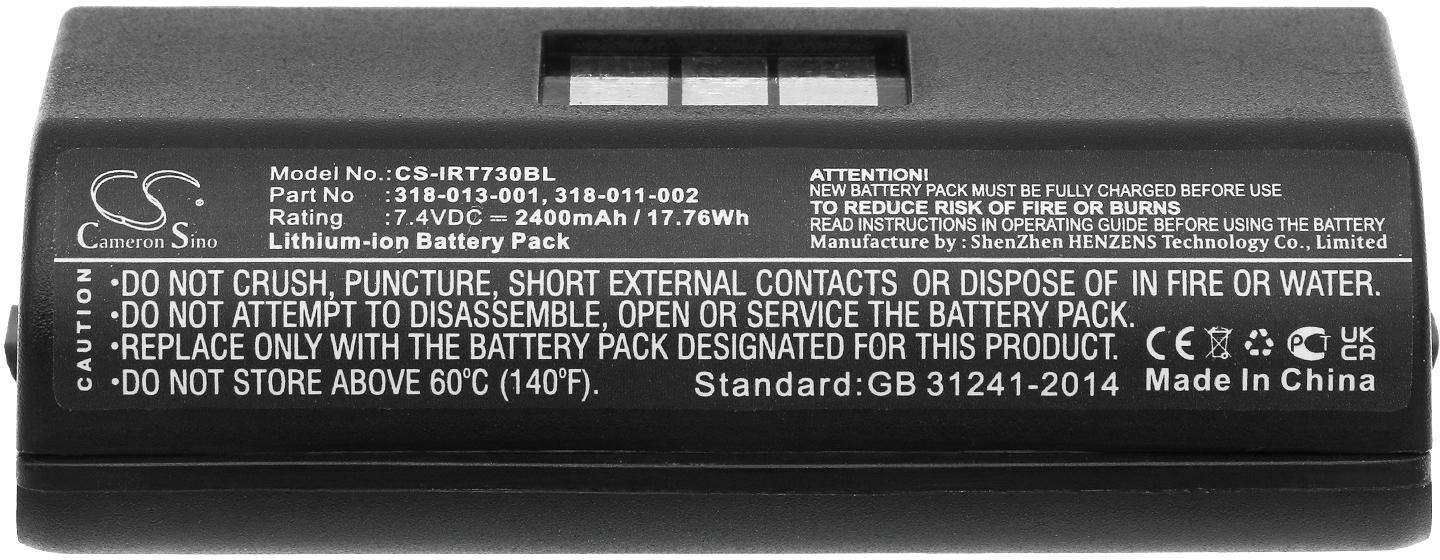 CS
Cameron Sino
Model No.:CS-IRT730BL
Part No :318-013-001, 318-011-002
Rating :7.4VDC ⎓ 2400mAh / 17.76Wh
Lithium-ion Battery Pack
ATTENTION!
NEW BATTERY PACK MUST BE FULLY CHARGED BEFORE USE
TO REDUCE RISK OF FIRE OR BURNS
READ INSTRUCTIONS IN OPERATING GUIDE BEFORE USING THE BATTERY
Manufacture by : ShenZhen HENZENS Technology Co., Limited
CAUTION
•DO NOT CRUSH, PUNCTURE, SHORT EXTERNAL CONTACTS OR DISPOSE OF IN FIRE OR WATER.
•DO NOT ATTEMPT TO DISASSEMBLE, OPEN OR SERVICE THE BATTERY PACK.
•REPLACE ONLY WITH THE BATTERY PACK DESIGNATED FOR THIS PRODUCT.
•DO NOT STORE ABOVE 60°C (140°F).
Standard:GB 31241-2014
CE PCT UK
CA
Made In China